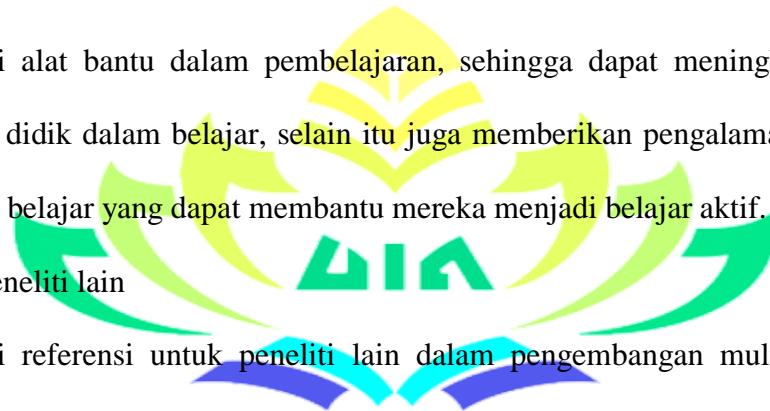 i alat bantu dalam pembelajaran, sehingga dapat mening
didik dalam belajar, selain itu juga memberikan pengalama
belajar yang dapat membantu mereka menjadi belajar aktif.
UIN
eneliti lain
i referensi untuk peneliti lain dalam pengembangan mul